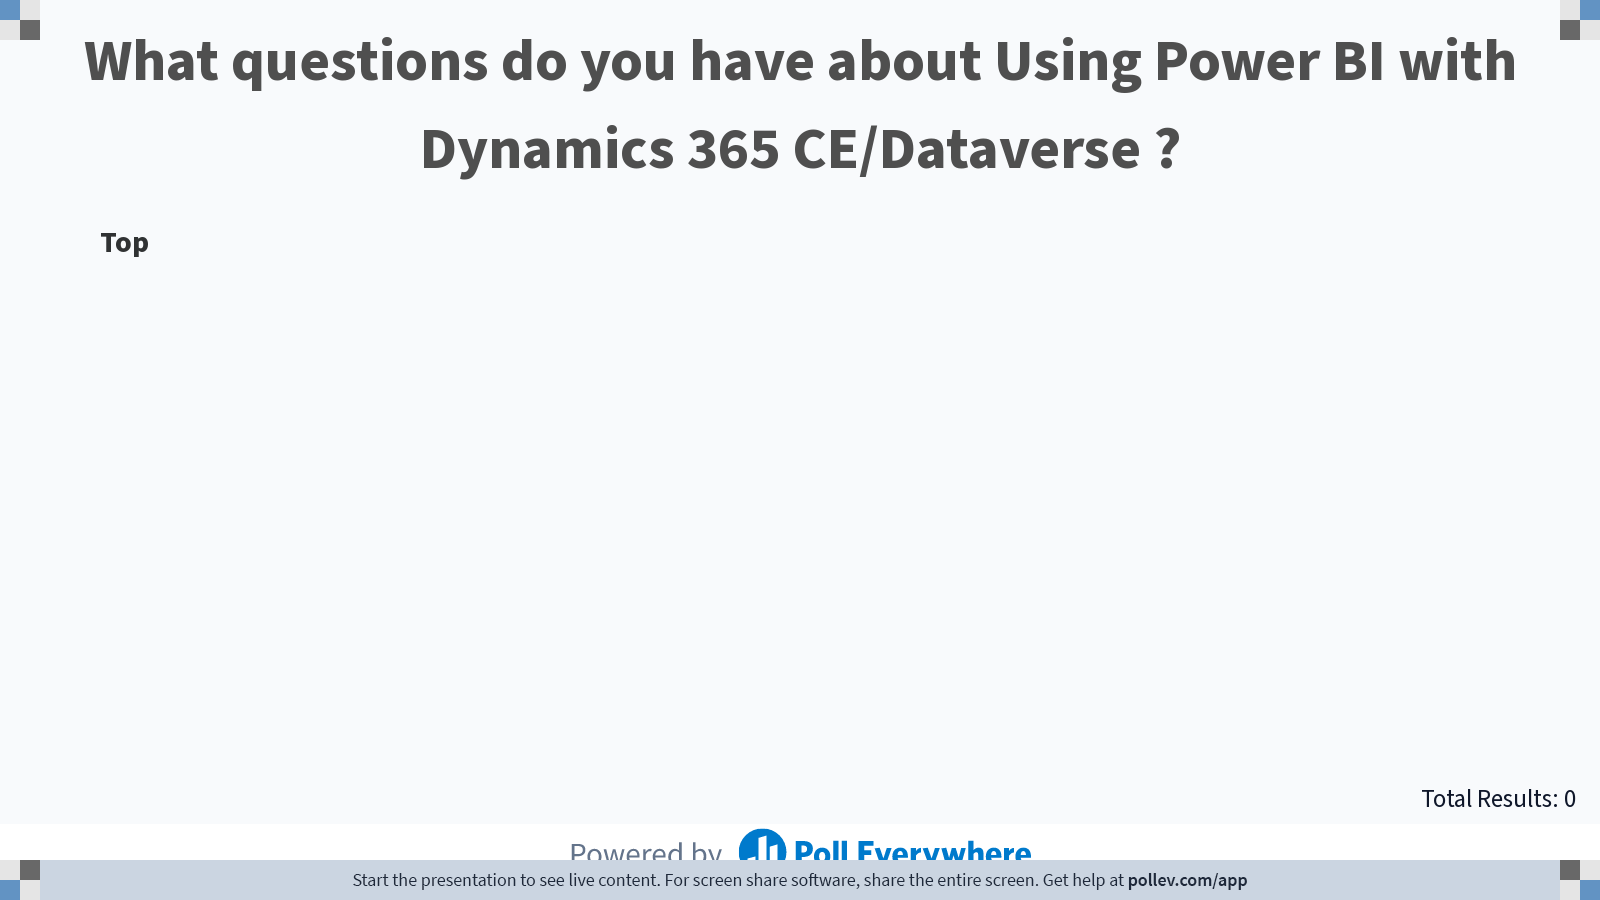 What questions do you have about Using Power BI with
Dynamics 365 CE/Dataverse ?
Top
Total Results: 0
Powered by Poll Everywhere
Start the presentation to see live content. For screen share software, share the entire screen. Get help at pollev.com/app